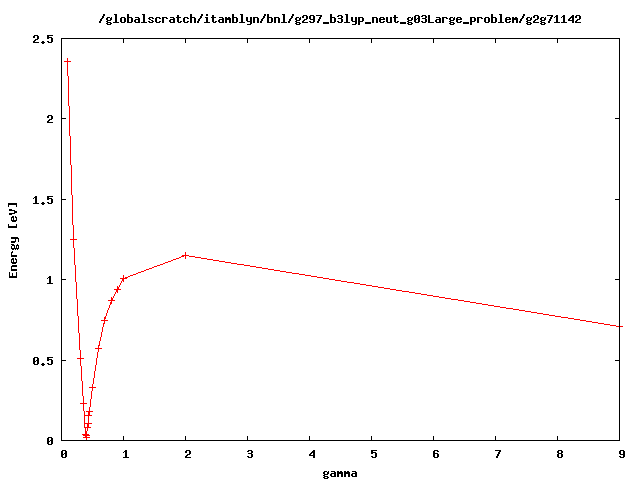 /globalscratch/itamblyn/bnl/g297_b3lyp_neut_g03Large_problem/g2g71142
2.5
2
1.5
1
0.5
0
Energy [eV]
0 1 2 3 4 5 6 7 8 9
gamma